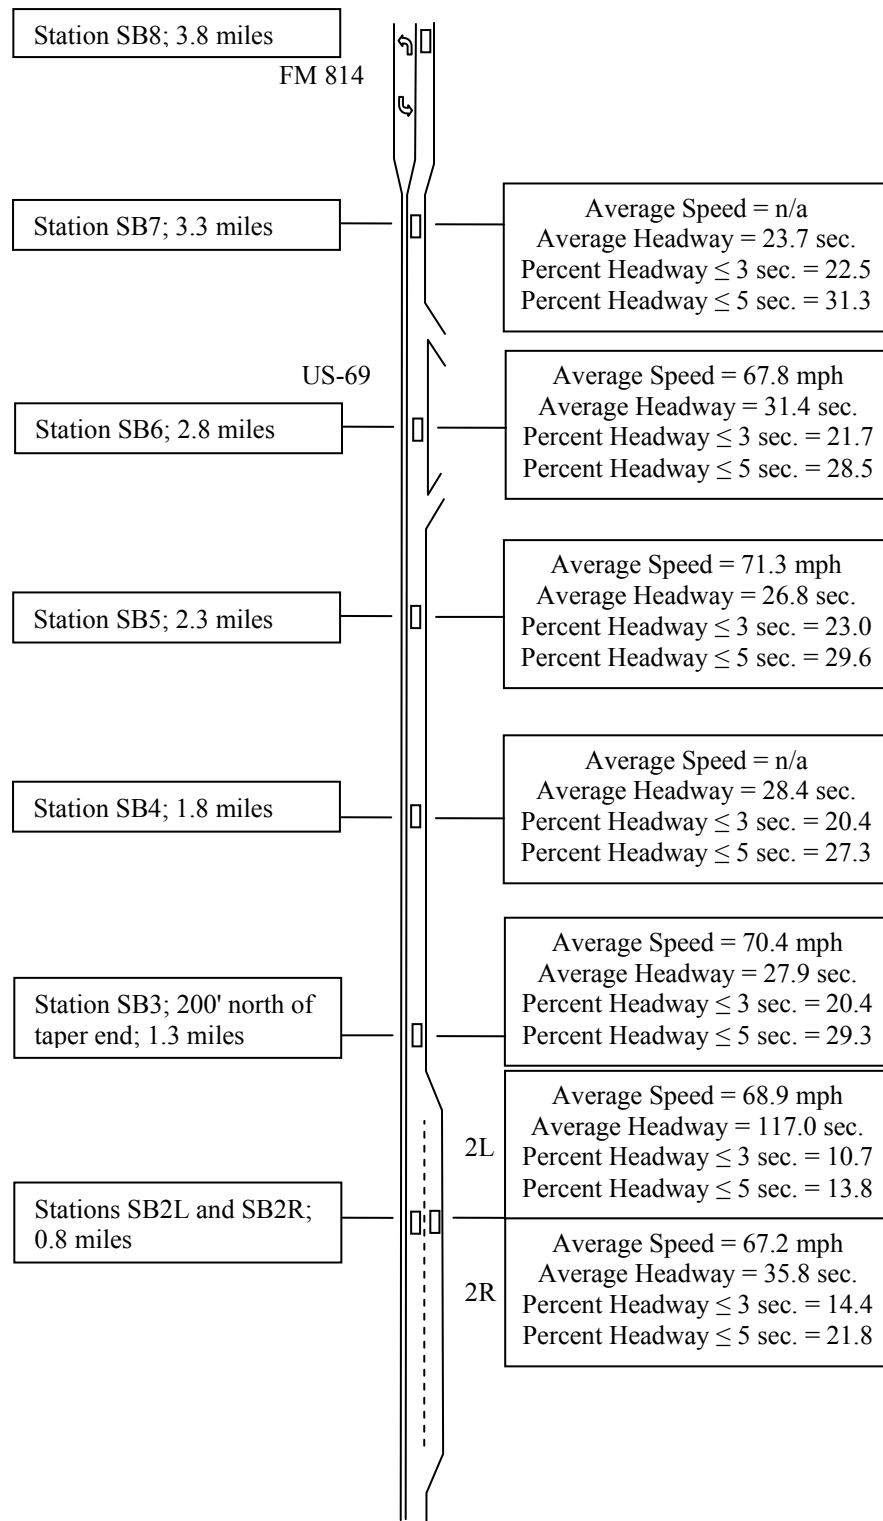 Station SB8; 3.8 miles
FM 814
Station SB7; 3.3 miles
Average Speed = n/a
Average Headway = 23.7 sec.
Percent Headway ≤ 3 sec. = 22.5
Percent Headway ≤ 5 sec. = 31.3
US-69
Station SB6; 2.8 miles
Average Speed = 67.8 mph
Average Headway = 31.4 sec.
Percent Headway ≤ 3 sec. = 21.7
Percent Headway ≤ 5 sec. = 28.5
Station SB5; 2.3 miles
Average Speed = 71.3 mph
Average Headway = 26.8 sec.
Percent Headway ≤ 3 sec. = 23.0
Percent Headway ≤ 5 sec. = 29.6
Station SB4; 1.8 miles
Average Speed = n/a
Average Headway = 28.4 sec.
Percent Headway ≤ 3 sec. = 20.4
Percent Headway ≤ 5 sec. = 27.3
Station SB3; 200' north of
taper end; 1.3 miles
Average Speed = 70.4 mph
Average Headway = 27.9 sec.
Percent Headway ≤ 3 sec. = 20.4
Percent Headway ≤ 5 sec. = 29.3
2L
Average Speed = 68.9 mph
Average Headway = 117.0 sec.
Percent Headway ≤ 3 sec. = 10.7
Percent Headway ≤ 5 sec. = 13.8
Stations SB2L and SB2R;
0.8 miles
2R
Average Speed = 67.2 mph
Average Headway = 35.8 sec.
Percent Headway ≤ 3 sec. = 14.4
Percent Headway ≤ 5 sec. = 21.8